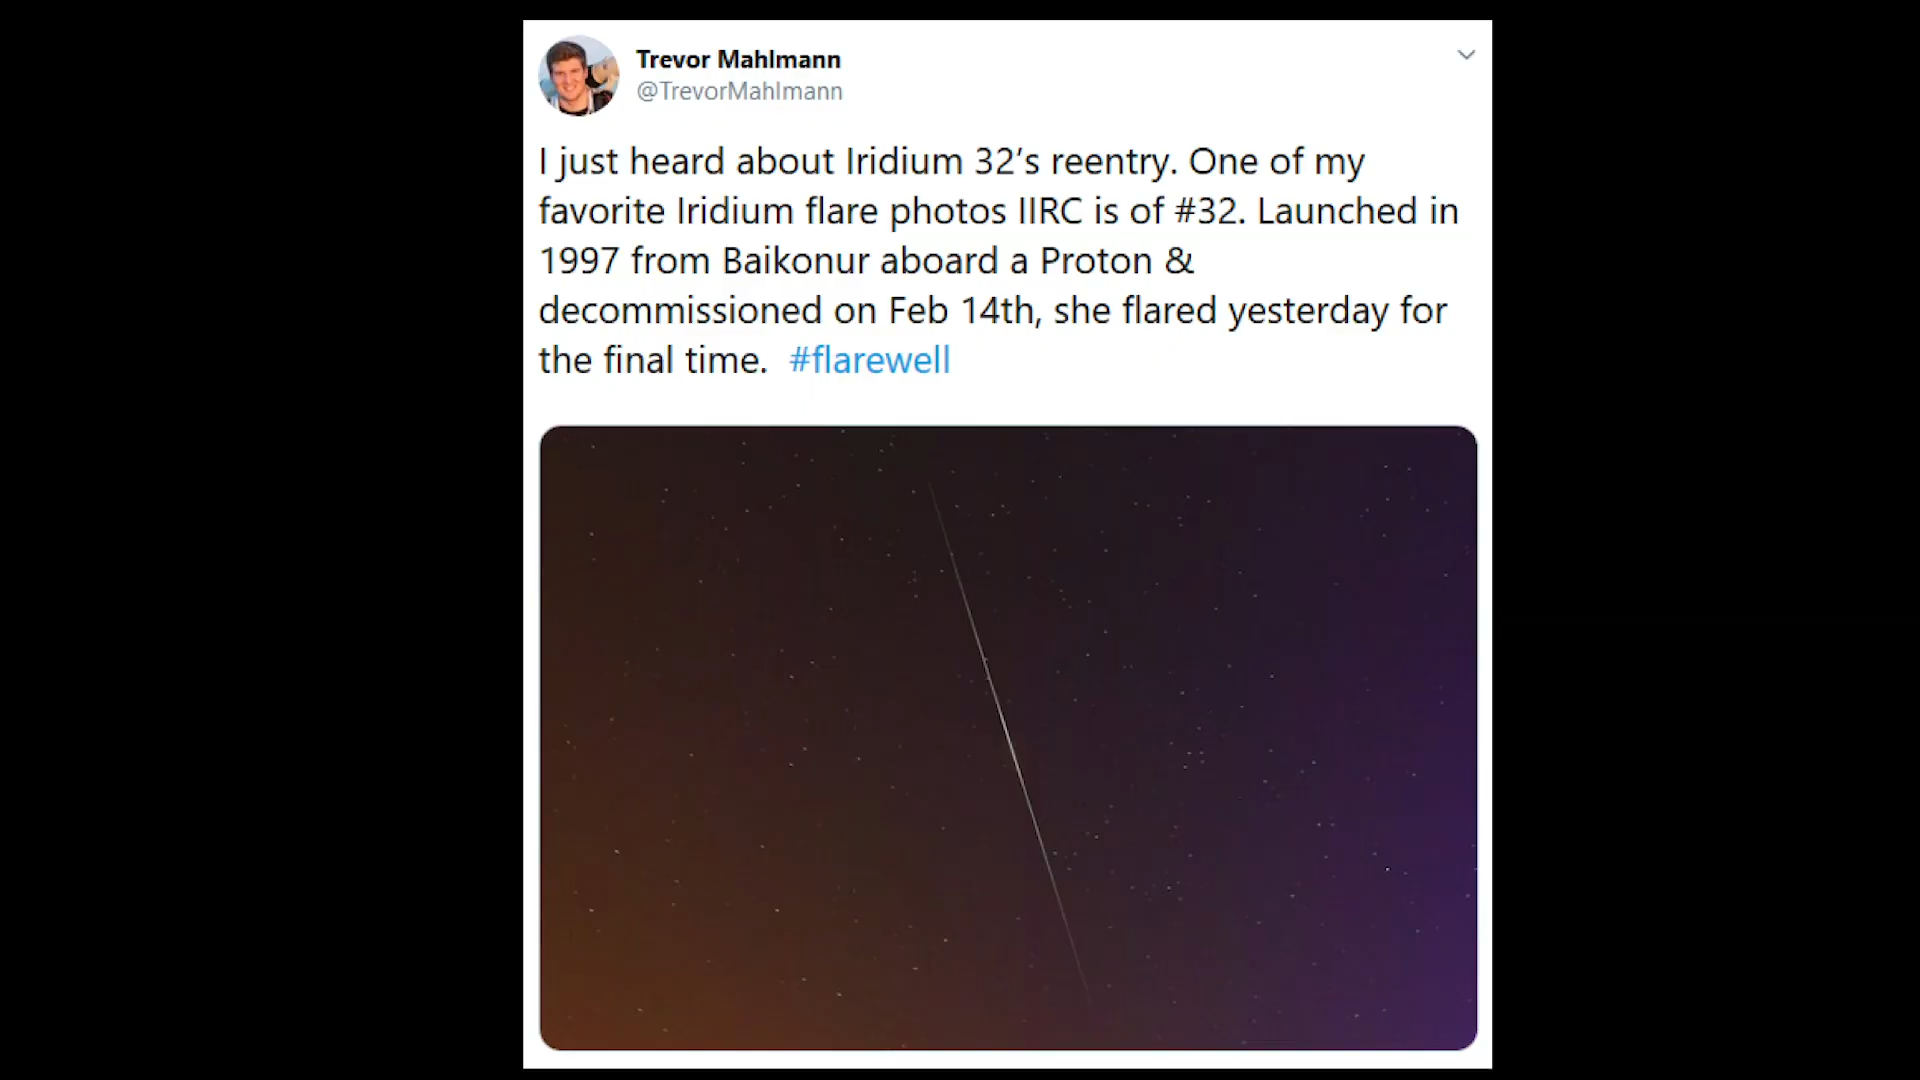 Trevor Mahlmann
@TrevorMahlmann
I just heard about Iridium 32’s reentry. One of my
favorite Iridium flare photos IIRC is of #32. Launched in
1997 from Baikonur aboard a Proton &
decommissioned on Feb 14th, she flared yesterday for
the final time. #flarewell